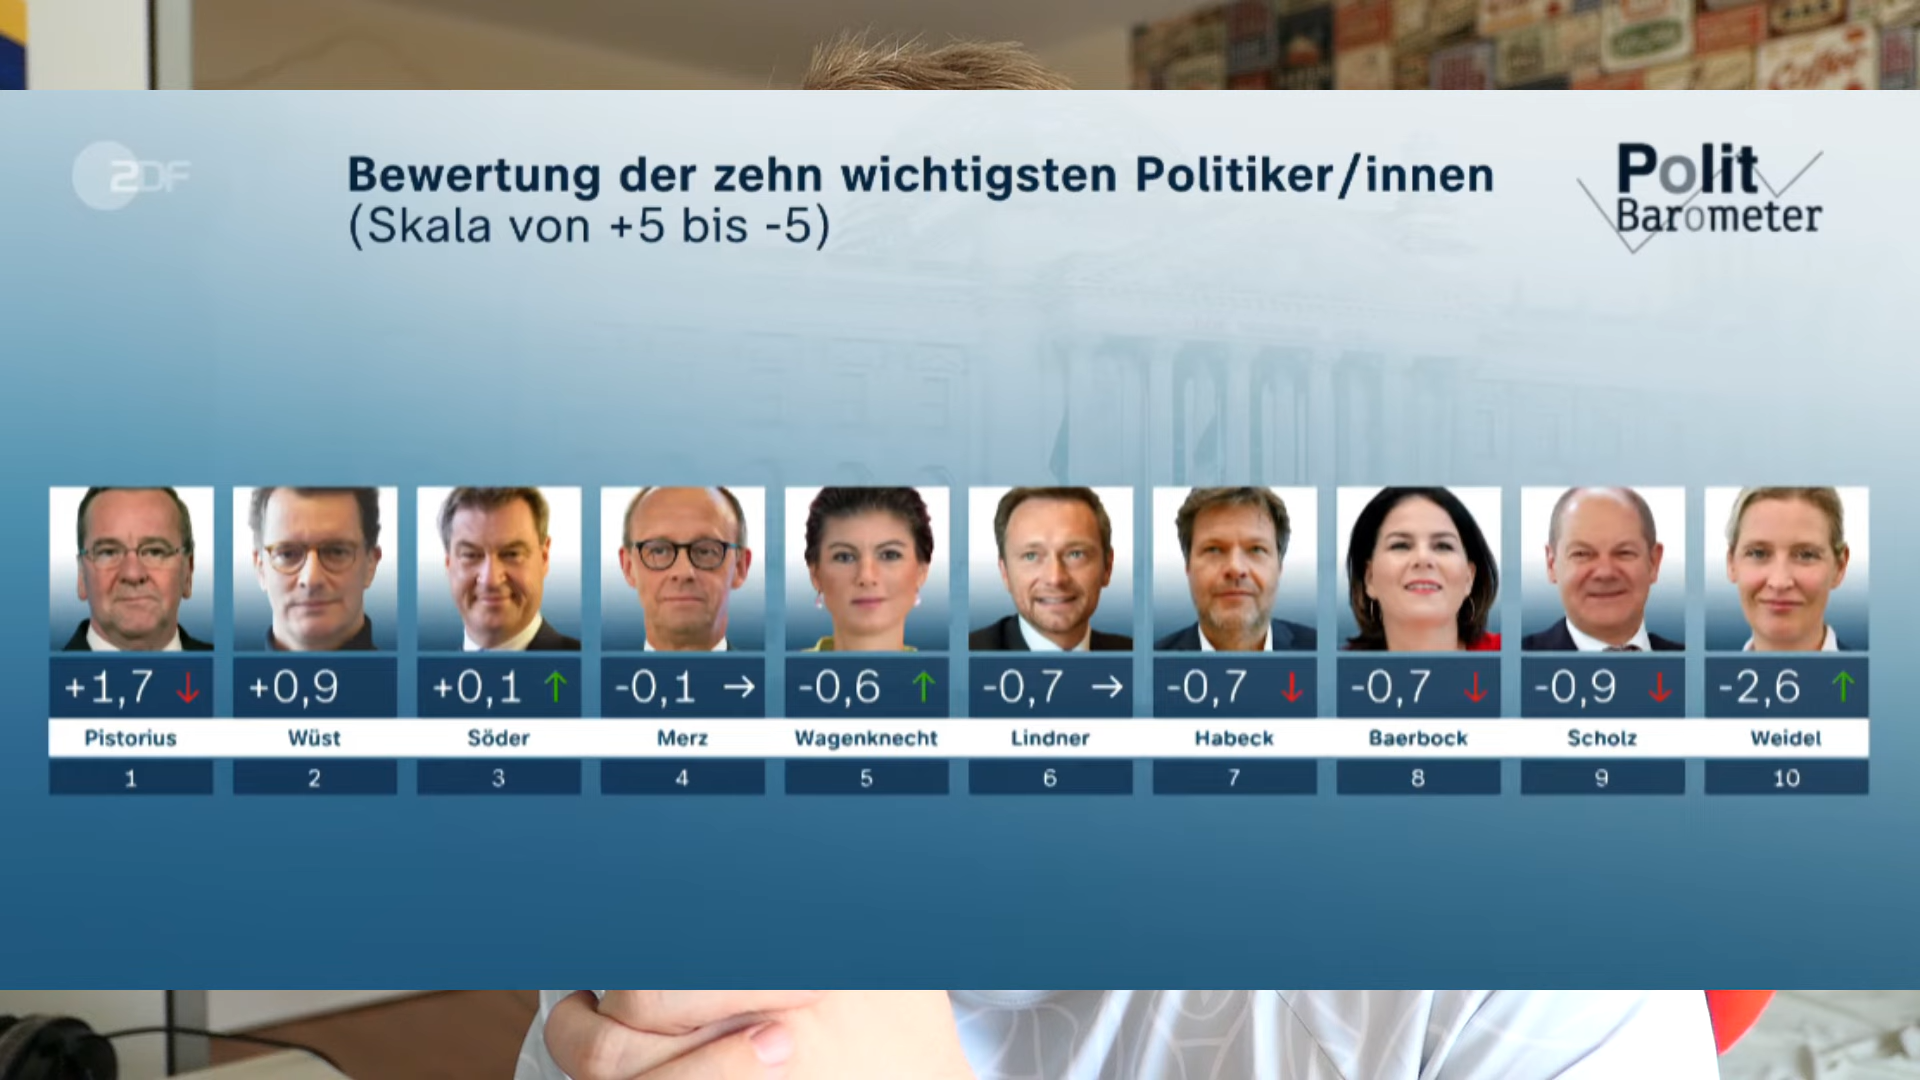 ZDF
Bewertung der zehn wichtigsten Politiker/innen
(Skala von +5 bis -5)
Polit
Barometer
+1,7 ↓
+0,9
+0,1 ↑
-0,1 →
-0,6 ↑
-0,7 →
-0,7 ↓
-0,7 ↓
-0,9 ↓
-2,6 ↑
Pistorius
Wüst
Söder
Merz
Wagenknecht
Lindner
Habeck
Baerbock
Scholz
Weidel
1
2
3
4
5
6
7
8
9
10
Coffee